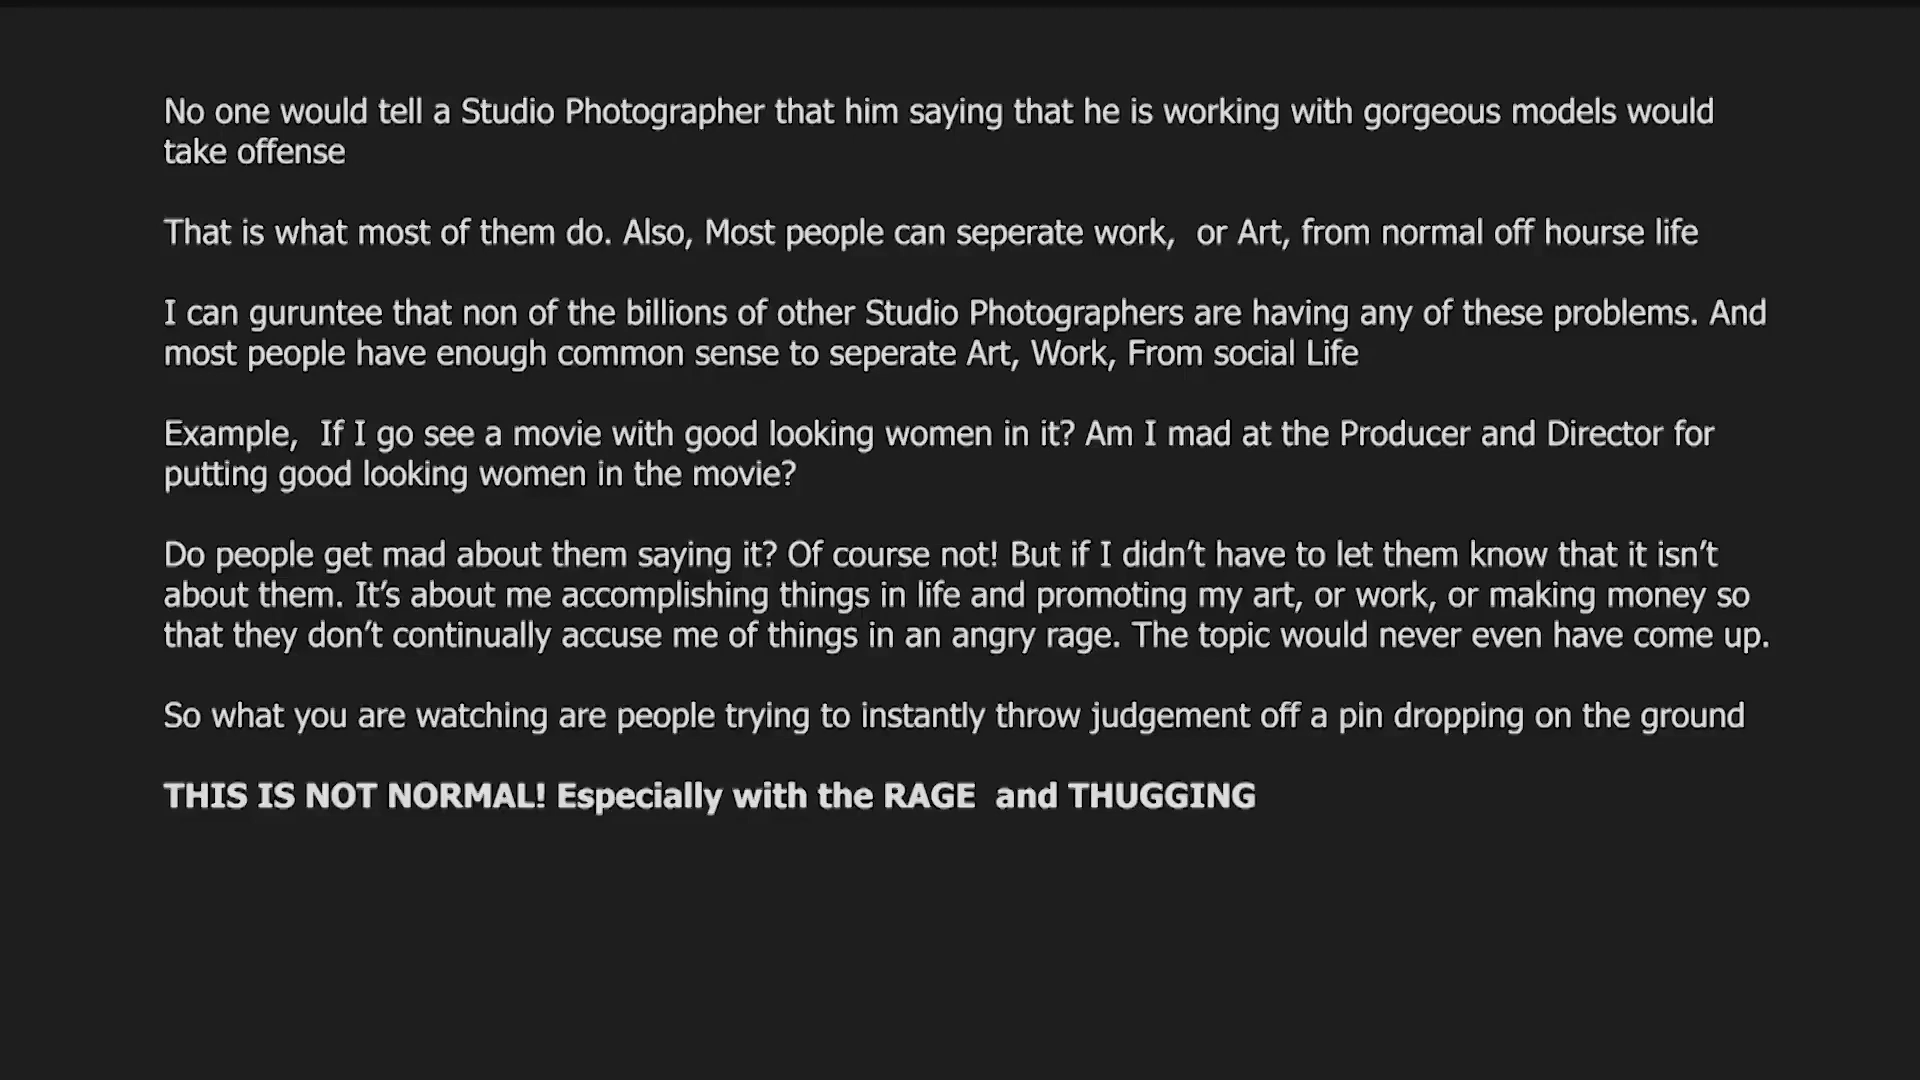 No one would tell a Studio Photographer that him saying that he is working with gorgeous models would
take offense
That is what most of them do. Also, Most people can seperate work,  or Art, from normal off hourse life
I can guruntee that non of the billions of other Studio Photographers are having any of these problems. And
most people have enough common sense to seperate Art, Work, From social Life
Example,  If I go see a movie with good looking women in it? Am I mad at the Producer and Director for
putting good looking women in the movie?
Do people get mad about them saying it? Of course not! But if I didn’t have to let them know that it isn’t
about them. It’s about me accomplishing things in life and promoting my art, or work, or making money so
that they don’t continually accuse me of things in an angry rage. The topic would never even have come up.
So what you are watching are people trying to instantly throw judgement off a pin dropping on the ground
THIS IS NOT NORMAL! Especially with the RAGE  and THUGGING